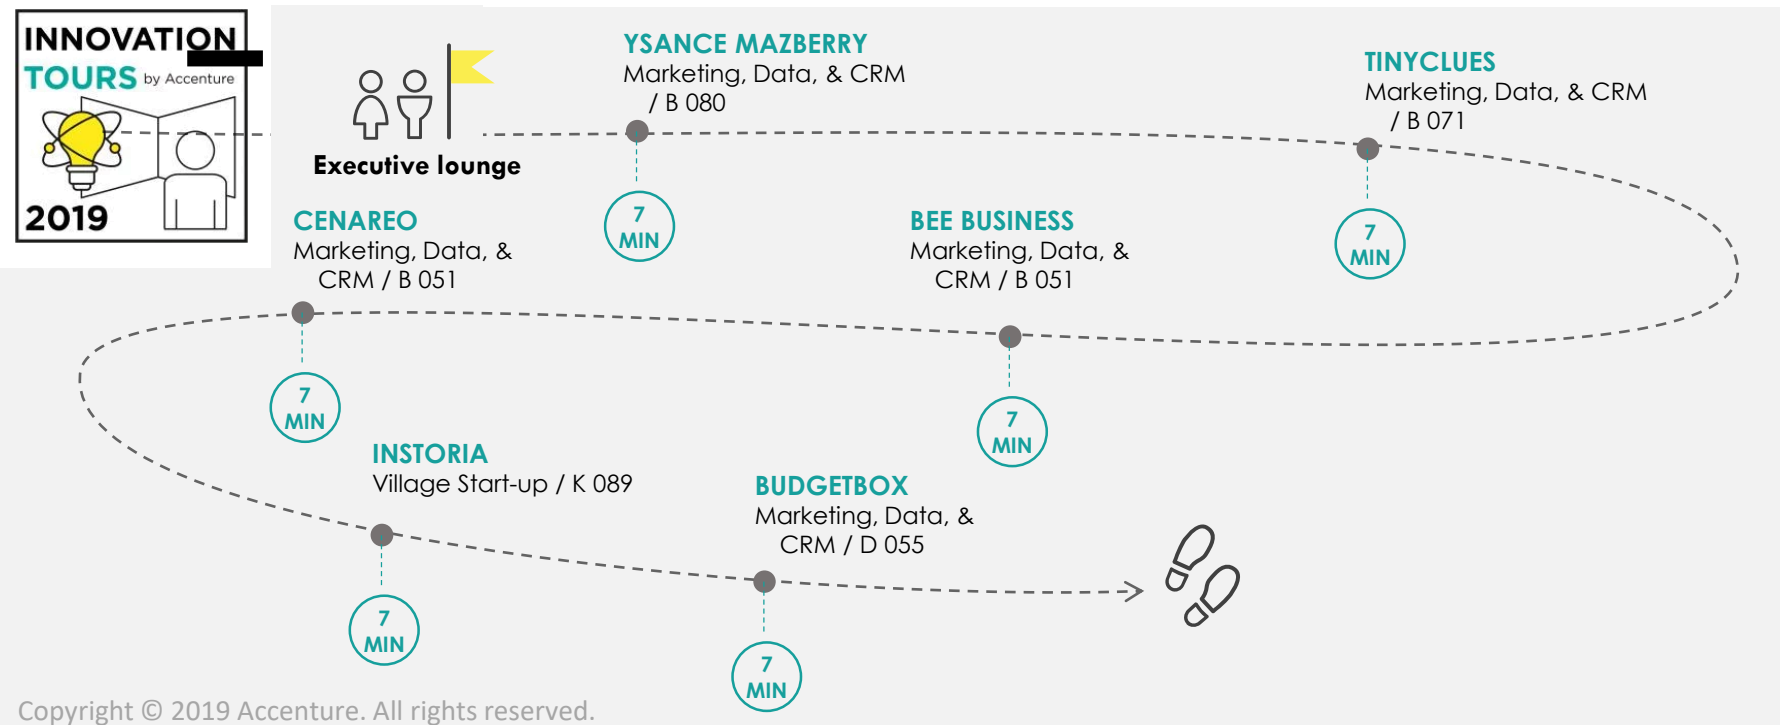 INNOVATION
TOURS by Accenture
2019
Executive lounge
YSANCE MAZBERRY
Marketing, Data, & CRM
/ B 080
7
MIN
TINYCLUES
Marketing, Data, & CRM
/ B 071
7
MIN
BEE BUSINESS
Marketing, Data, &
CRM / B 051
7
MIN
CENAREO
Marketing, Data, &
CRM / B 051
7
MIN
INSTORIA
Village Start-up / K 089
7
MIN
BUDGETBOX
Marketing, Data, &
CRM / D 055
7
MIN
Copyright © 2019 Accenture. All rights reserved.